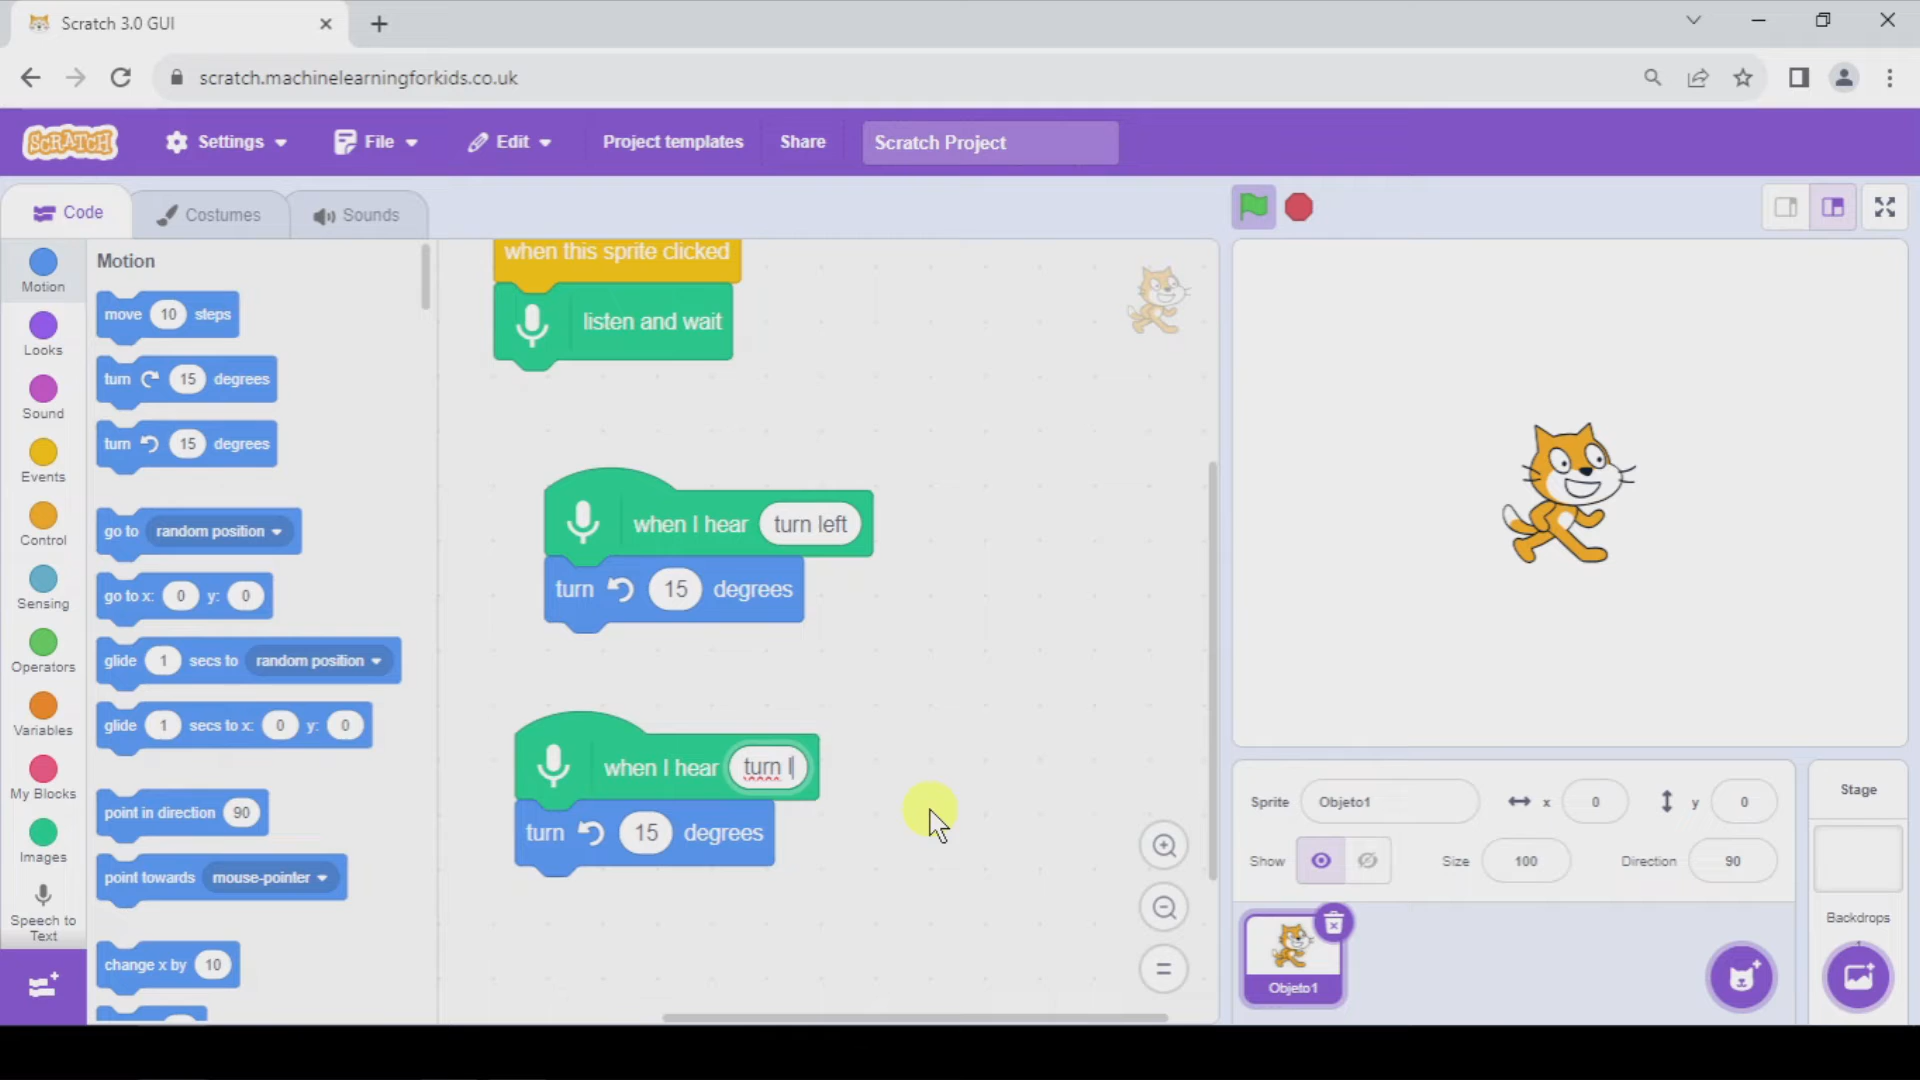 Scratch 3.0 GUI
scratch.machinelearningforkids.co.uk
SCRATCH
Settings
File
Edit
Project templates
Share
Scratch Project
Code
Costumes
Sounds
Motion
Looks
Sound
Events
Control
Sensing
Operators
Variables
My Blocks
Images
Speech to
Text
Motion
move 10 steps
turn 15 degrees
turn 15 degrees
go to random position
go to x: 0 y: 0
glide 1 secs to random position
glide 1 secs to x: 0 y: 0
point in direction 90
point towards mouse-pointer
change x by 10
when this sprite clicked
listen and wait
when I hear turn left
turn 15 degrees
when I hear turn l
turn 15 degrees
Sprite Objeto1 x 0 y 0
Show Size 100 Direction 90
Objeto1
Stage
Backdrops